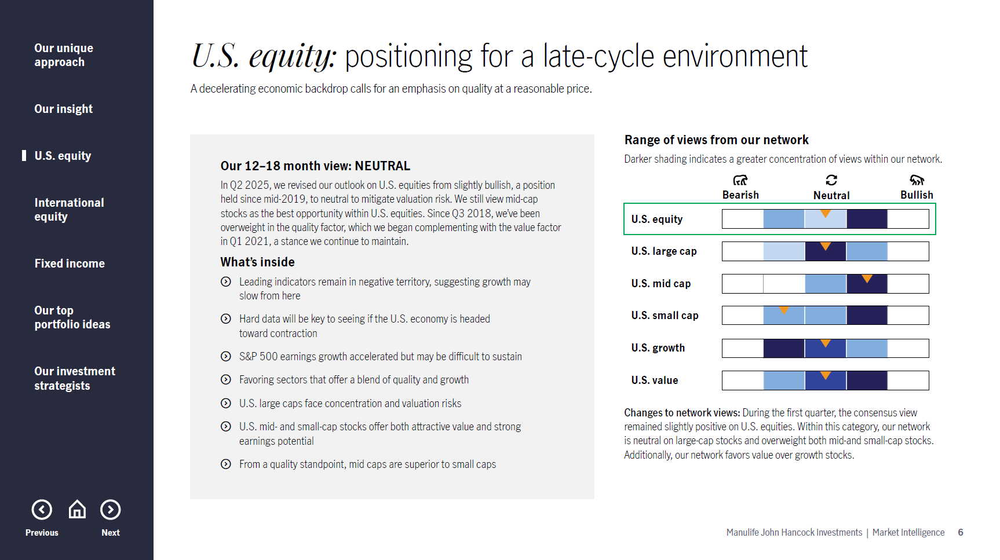 Our unique
approach
Our insight
U.S. equity
International
equity
Fixed income
Our top
portfolio ideas
Our investment
strategists
Previous
Next
U.S. equity: positioning for a late-cycle environment
A decelerating economic backdrop calls for an emphasis on quality at a reasonable price.
Our 12–18 month view: NEUTRAL
In Q2 2025, we revised our outlook on U.S. equities from slightly bullish, a position
held since mid-2019, to neutral to mitigate valuation risk. We still view mid-cap
stocks as the best opportunity within U.S. equities. Since Q3 2018, we’ve been
overweight in the quality factor, which we began complementing with the value factor
in Q1 2021, a stance we continue to maintain.
What’s inside
Leading indicators remain in negative territory, suggesting growth may
slow from here
Hard data will be key to seeing if the U.S. economy is headed
toward contraction
S&P 500 earnings growth accelerated but may be difficult to sustain
Favoring sectors that offer a blend of quality and growth
U.S. large caps face concentration and valuation risks
U.S. mid- and small-cap stocks offer both attractive value and strong
earnings potential
From a quality standpoint, mid caps are superior to small caps
Range of views from our network
Darker shading indicates a greater concentration of views within our network.
Bearish Neutral Bullish
U.S. equity
U.S. large cap
U.S. mid cap
U.S. small cap
U.S. growth
U.S. value
Changes to network views: During the first quarter, the consensus view
remained slightly positive on U.S. equities. Within this category, our network
is neutral on large-cap stocks and overweight both mid-and small-cap stocks.
Additionally, our network favors value over growth stocks.
Manulife John Hancock Investments | Market Intelligence 6